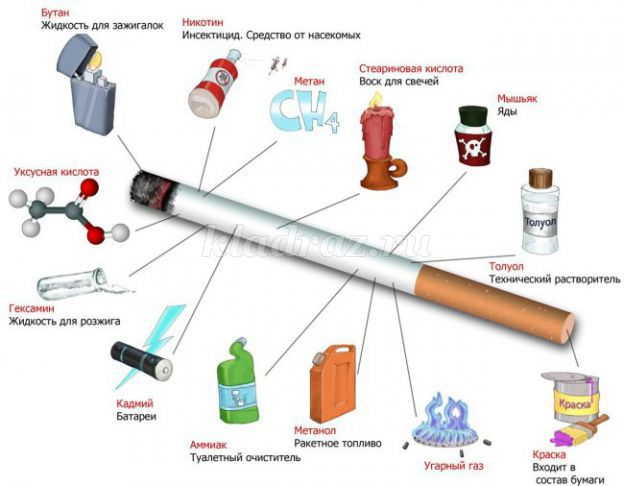 Бутан
Жидкость для зажигалок
Никотин
Инсектицид. Средство от насекомых
Метан
CH4
Стеариновая кислота
Воск для свечей
Мышьяк
Яды
Уксусная кислота
Толуол
Толуол
Технический растворитель
kladraz.ru
Гексамин
Жидкость для розжига
Кадмий
Батареи
Аммиак
Туалетный очиститель
Метанол
Ракетное топливо
Угарный газ
Краска
Краска
Входит в
состав бумаги